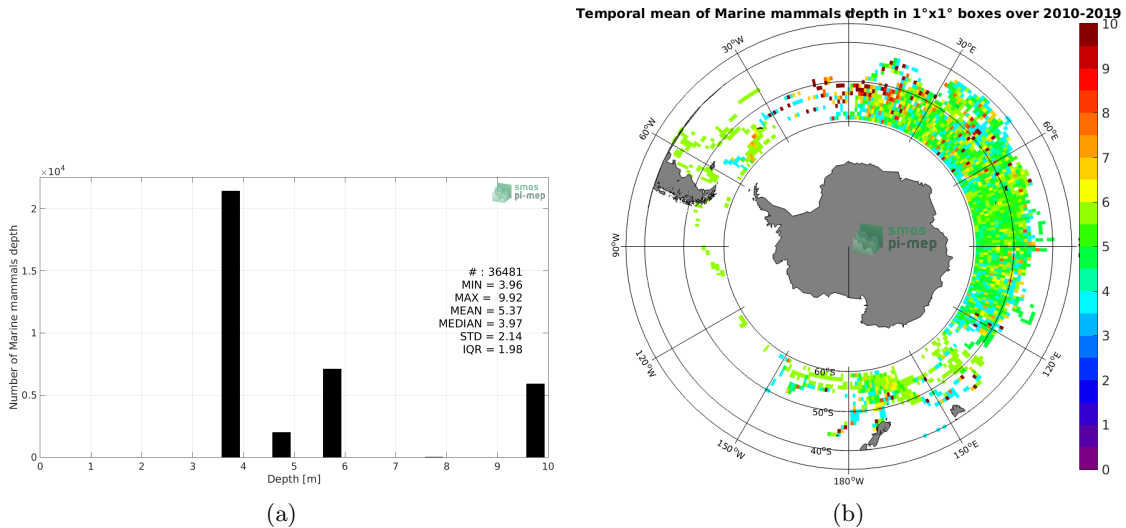 ×10⁴
2
1.5
1
0.5
0
0 1 2 3 4 5 6 7 8 9 10
Number of Marine mammals depth
Depth [m]
smos
pi-mep
# : 36481
MIN = 3.96
MAX = 9.92
MEAN = 5.37
MEDIAN = 3.97
STD = 2.14
IQR = 1.98
(a)
Temporal mean of Marine mammals depth in 1°x1° boxes over 2010-2019
30°W
30°E
60°W
60°E
90°W
120°W
120°E
150°W
150°E
180°W
60°S
50°S
40°S
smos
pi-mep
10
9
8
7
6
5
4
3
2
1
0
(b)